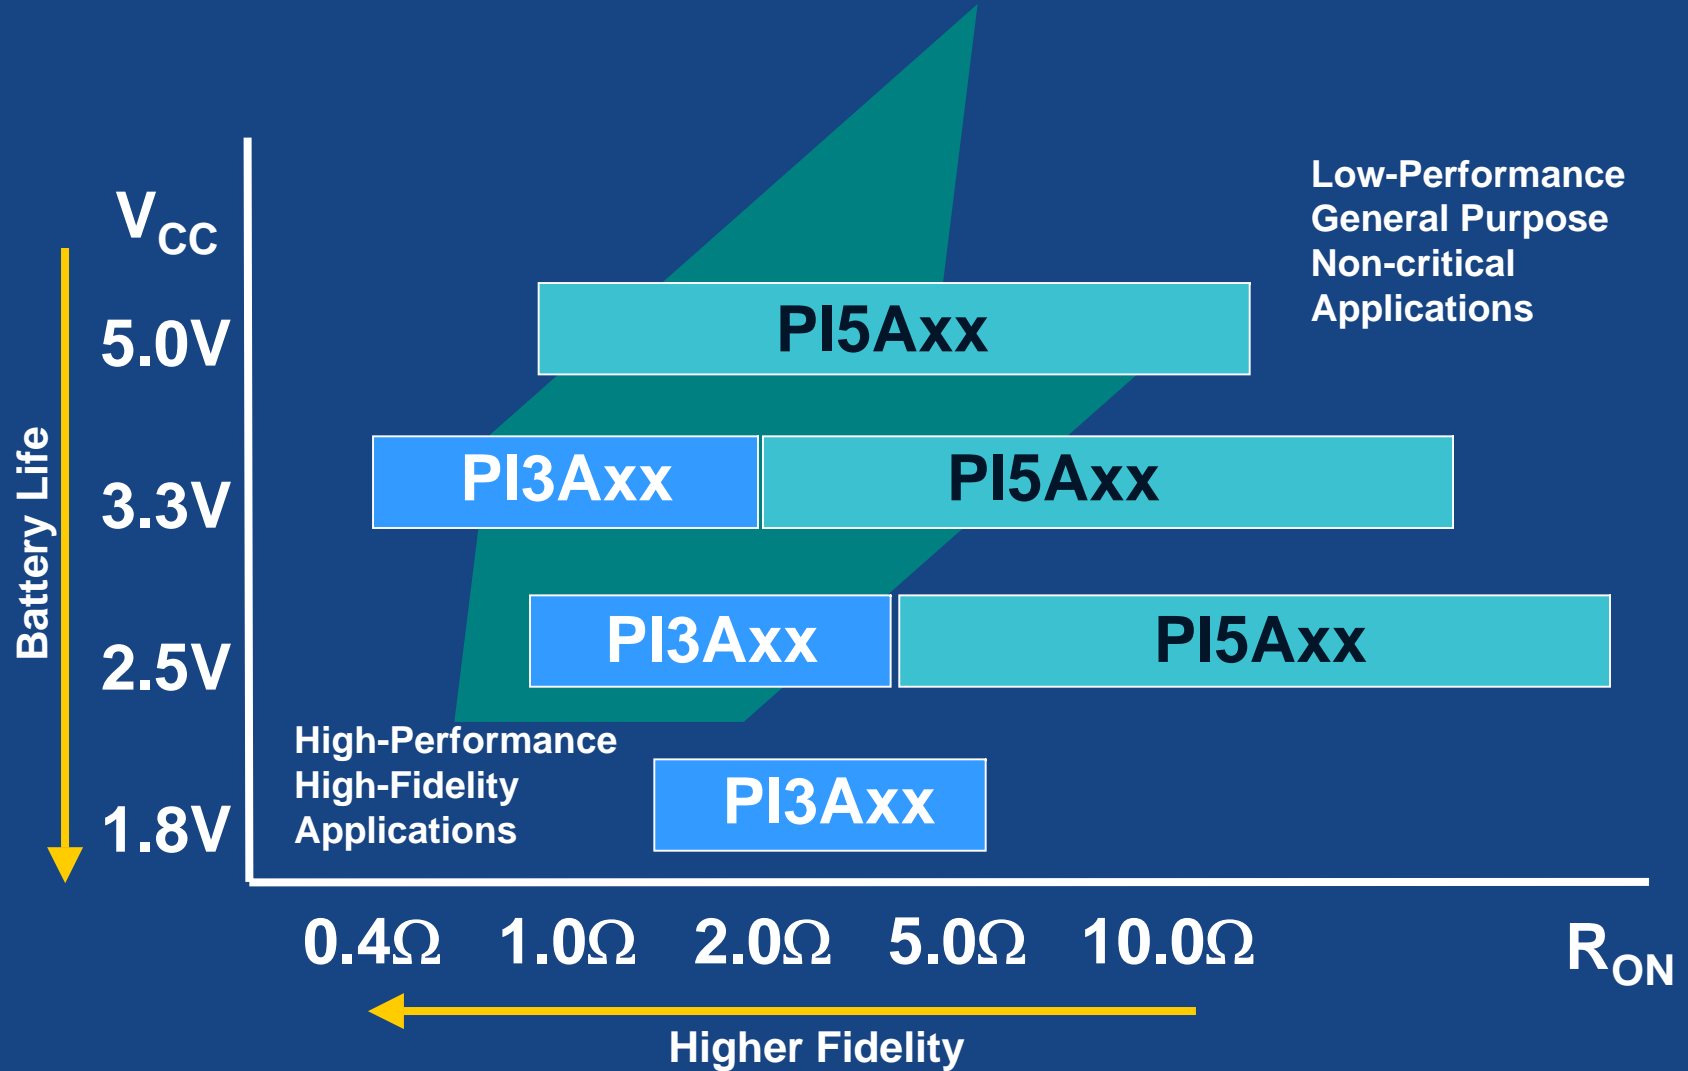 V_CC
Low-Performance
General Purpose
Non-critical
Applications
5.0V
PI5Axx
3.3V
PI3Axx PI5Axx
Battery Life
2.5V
PI3Axx PI5Axx
High-Performance
High-Fidelity
Applications
1.8V
PI3Axx
0.4Ω 1.0Ω 2.0Ω 5.0Ω 10.0Ω R_ON
Higher Fidelity